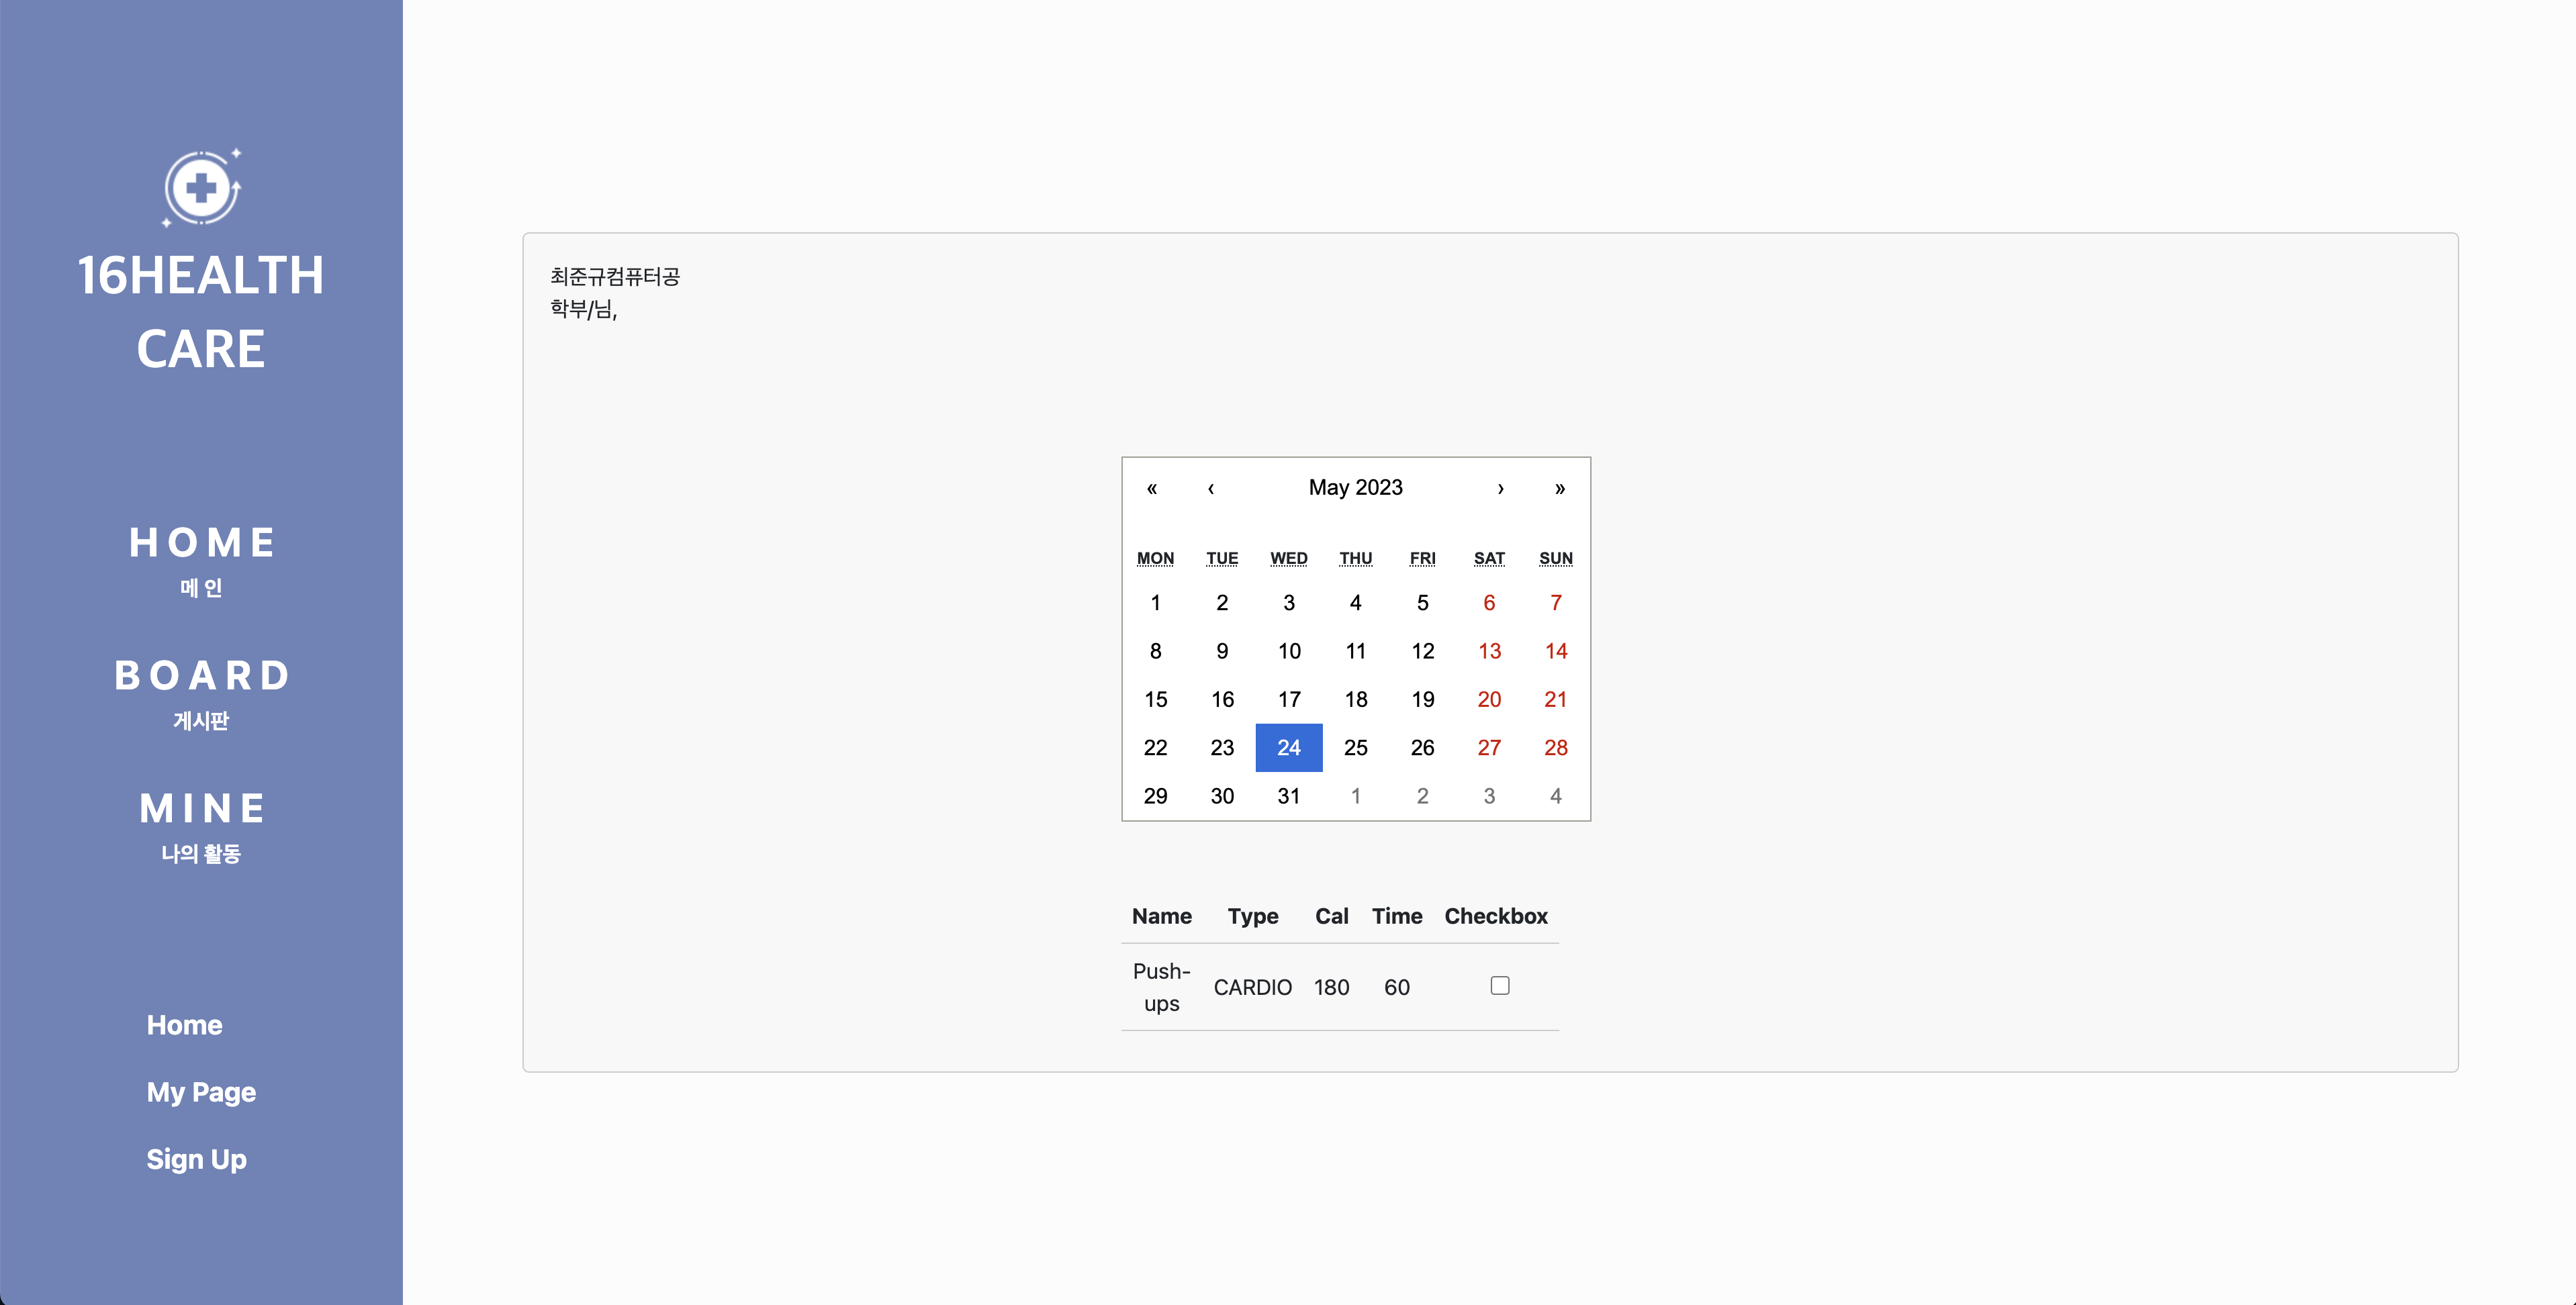 16HEALTH
CARE
HOME
메 인
BOARD
게시판
MINE
나의 활동
Home
My Page
Sign Up
최준규컴퓨터공
학부/님,
« ‹ May 2023 › »
MON TUE WED THU FRI SAT SUN
1 2 3 4 5 6 7
8 9 10 11 12 13 14
15 16 17 18 19 20 21
22 23 24 25 26 27 28
29 30 31 1 2 3 4
Name Type Cal Time Checkbox
Push-
ups CARDIO 180 60